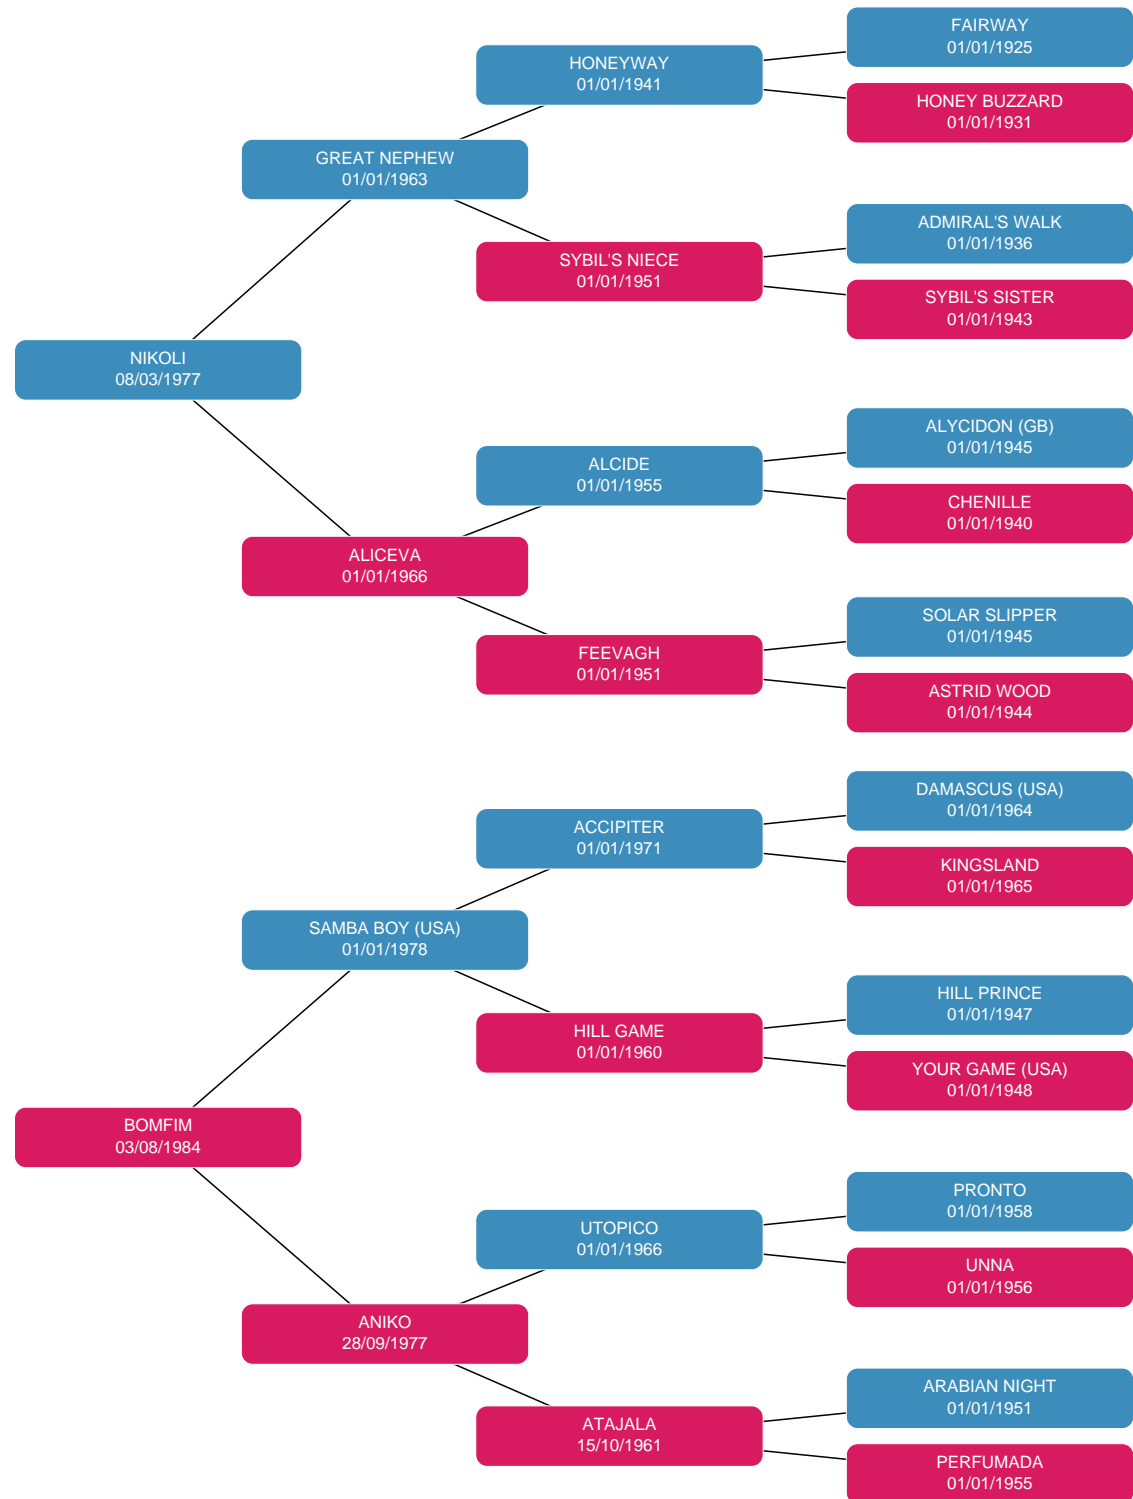 FAIRWAY
01/01/1925
HONEYWAY
01/01/1941
HONEY BUZZARD
01/01/1931
GREAT NEPHEW
01/01/1963
ADMIRAL'S WALK
01/01/1936
SYBIL'S NIECE
01/01/1951
SYBIL'S SISTER
01/01/1943
NIKOLI
08/03/1977
ALYCIDON (GB)
01/01/1945
ALCIDE
01/01/1955
CHENILLE
01/01/1940
ALICEVA
01/01/1966
SOLAR SLIPPER
01/01/1945
FEEVAGH
01/01/1951
ASTRID WOOD
01/01/1944
DAMASCUS (USA)
01/01/1964
ACCIPITER
01/01/1971
KINGSLAND
01/01/1965
SAMBA BOY (USA)
01/01/1978
HILL PRINCE
01/01/1947
HILL GAME
01/01/1960
YOUR GAME (USA)
01/01/1948
BOMFIM
03/08/1984
PRONTO
01/01/1958
UTOPICO
01/01/1966
UNNA
01/01/1956
ANIKO
28/09/1977
ARABIAN NIGHT
01/01/1951
ATAJALA
15/10/1961
PERFUMADA
01/01/1955